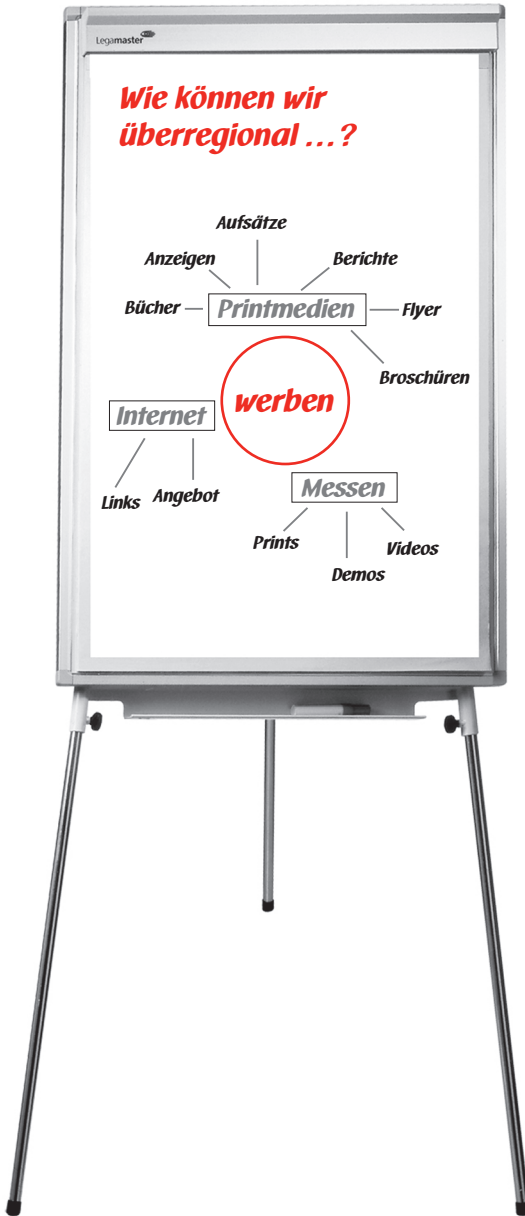 Legamaster
Wie können wir
überregional ...?
Aufsätze
Anzeigen
Berichte
Bücher
Printmedien
Flyer
Broschüren
werben
Internet
Messen
Links
Angebot
Prints
Demos
Videos